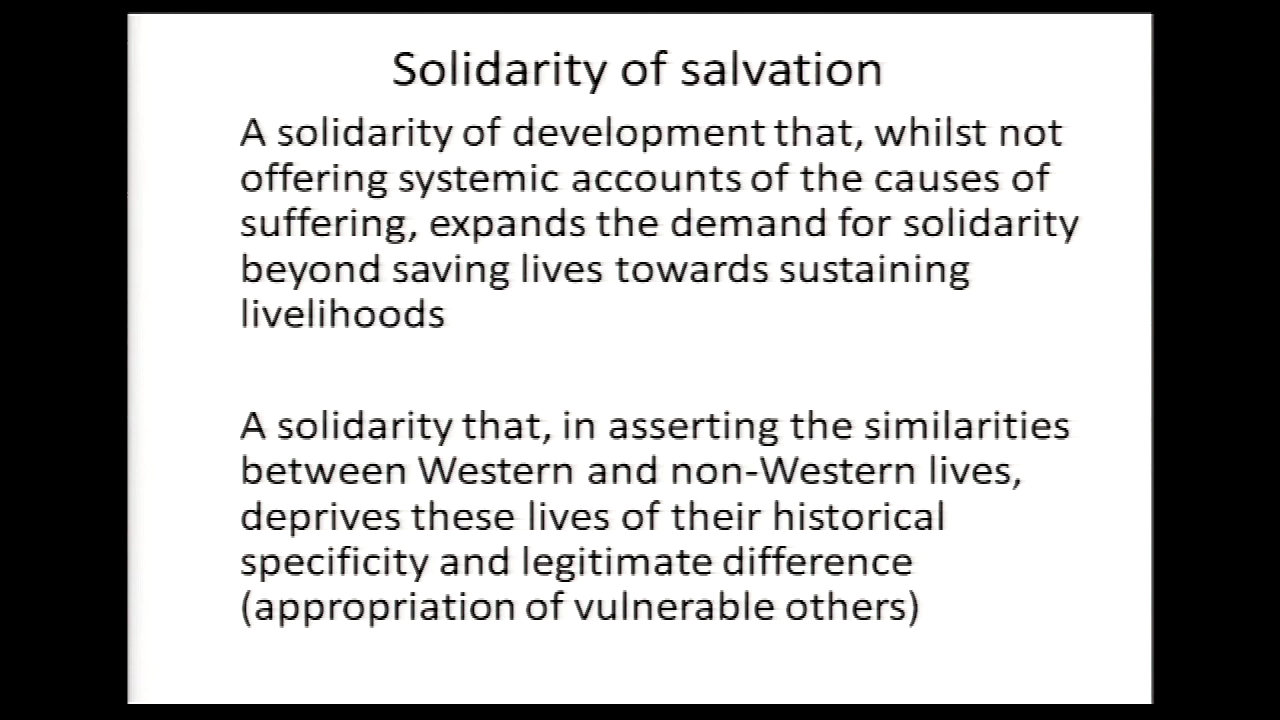 Solidarity of salvation
A solidarity of development that, whilst not
offering systemic accounts of the causes of
suffering, expands the demand for solidarity
beyond saving lives towards sustaining
livelihoods
A solidarity that, in asserting the similarities
between Western and non-Western lives,
deprives these lives of their historical
specificity and legitimate difference
(appropriation of vulnerable others)